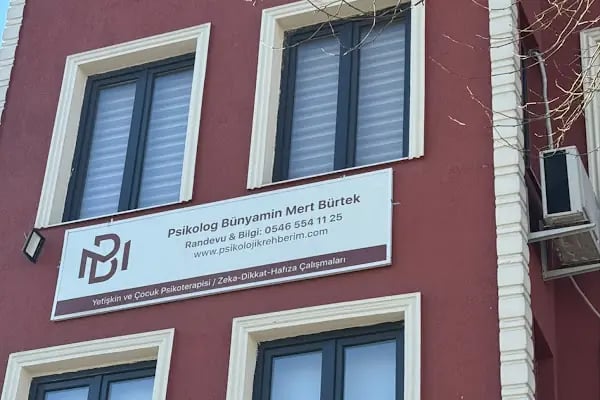 Psikolog Bünyamin Mert Bürtek
Randevu & Bilgi: 0546 554 11 25
www.psikolojikrehberim.com
Yetişkin ve Çocuk Psikoterapisi / Zeka-Dikkat-Hafıza Çalışmaları